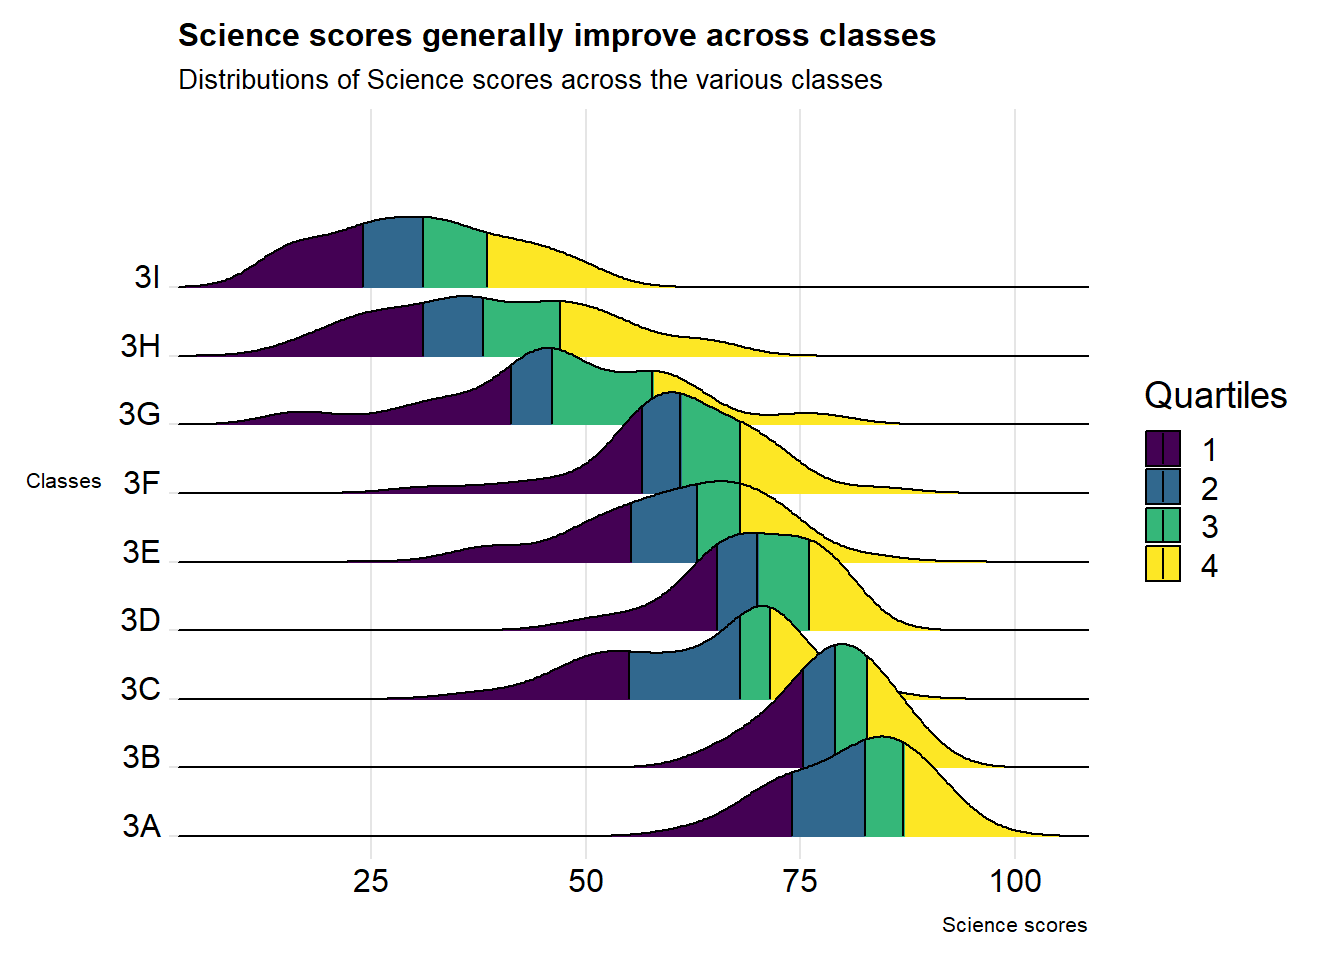 Science scores generally improve across classes
Distributions of Science scores across the various classes
3I
3H
3G
Classes
3F
3E
3D
3C
3B
3A
25
50
75
100
Science scores
Quartiles
1
2
3
4